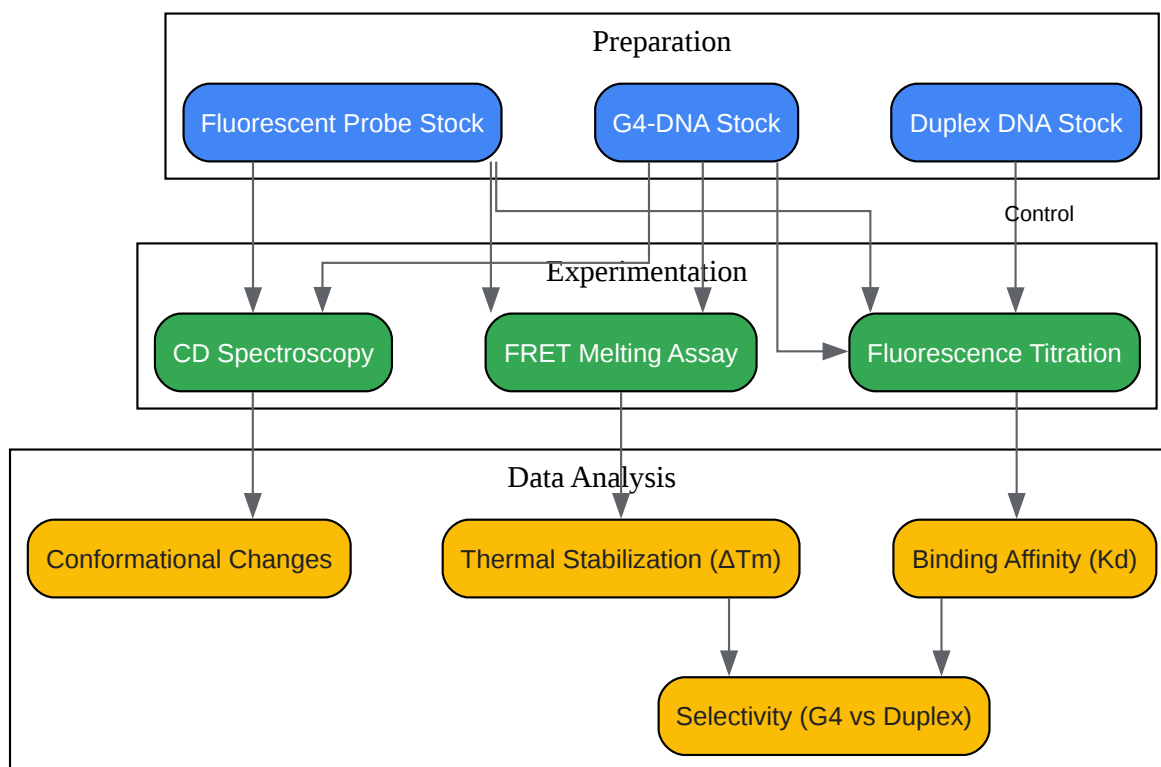 Preparation
Fluorescent Probe Stock
G4-DNA Stock
Duplex DNA Stock
Control
Experimentation
CD Spectroscopy
FRET Melting Assay
Fluorescence Titration
Data Analysis
Conformational Changes
Thermal Stabilization (ΔTm)
Binding Affinity (Kd)
Selectivity (G4 vs Duplex)